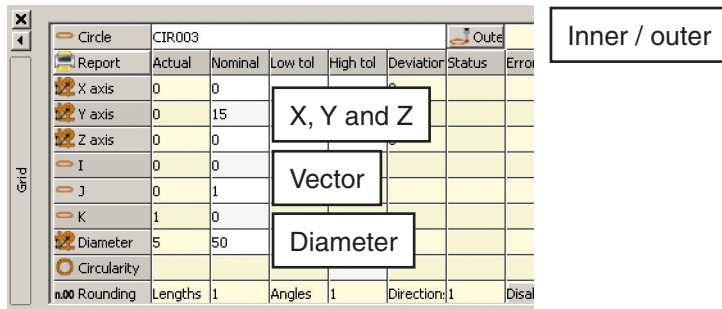 Circle CIR003 Oute
Inner / outer
Report Actual Nominal Low tol High tol Deviation Status Error
X axis 0 0
Y axis 0 15
X, Y and Z
Z axis 0 0
I 0 0
Vector
J 0 1
K 1 0
Diameter 5 50
Diameter
Circularity
n.00 Rounding Lengths 1 Angles 1 Direction: 1 Disal
Grid